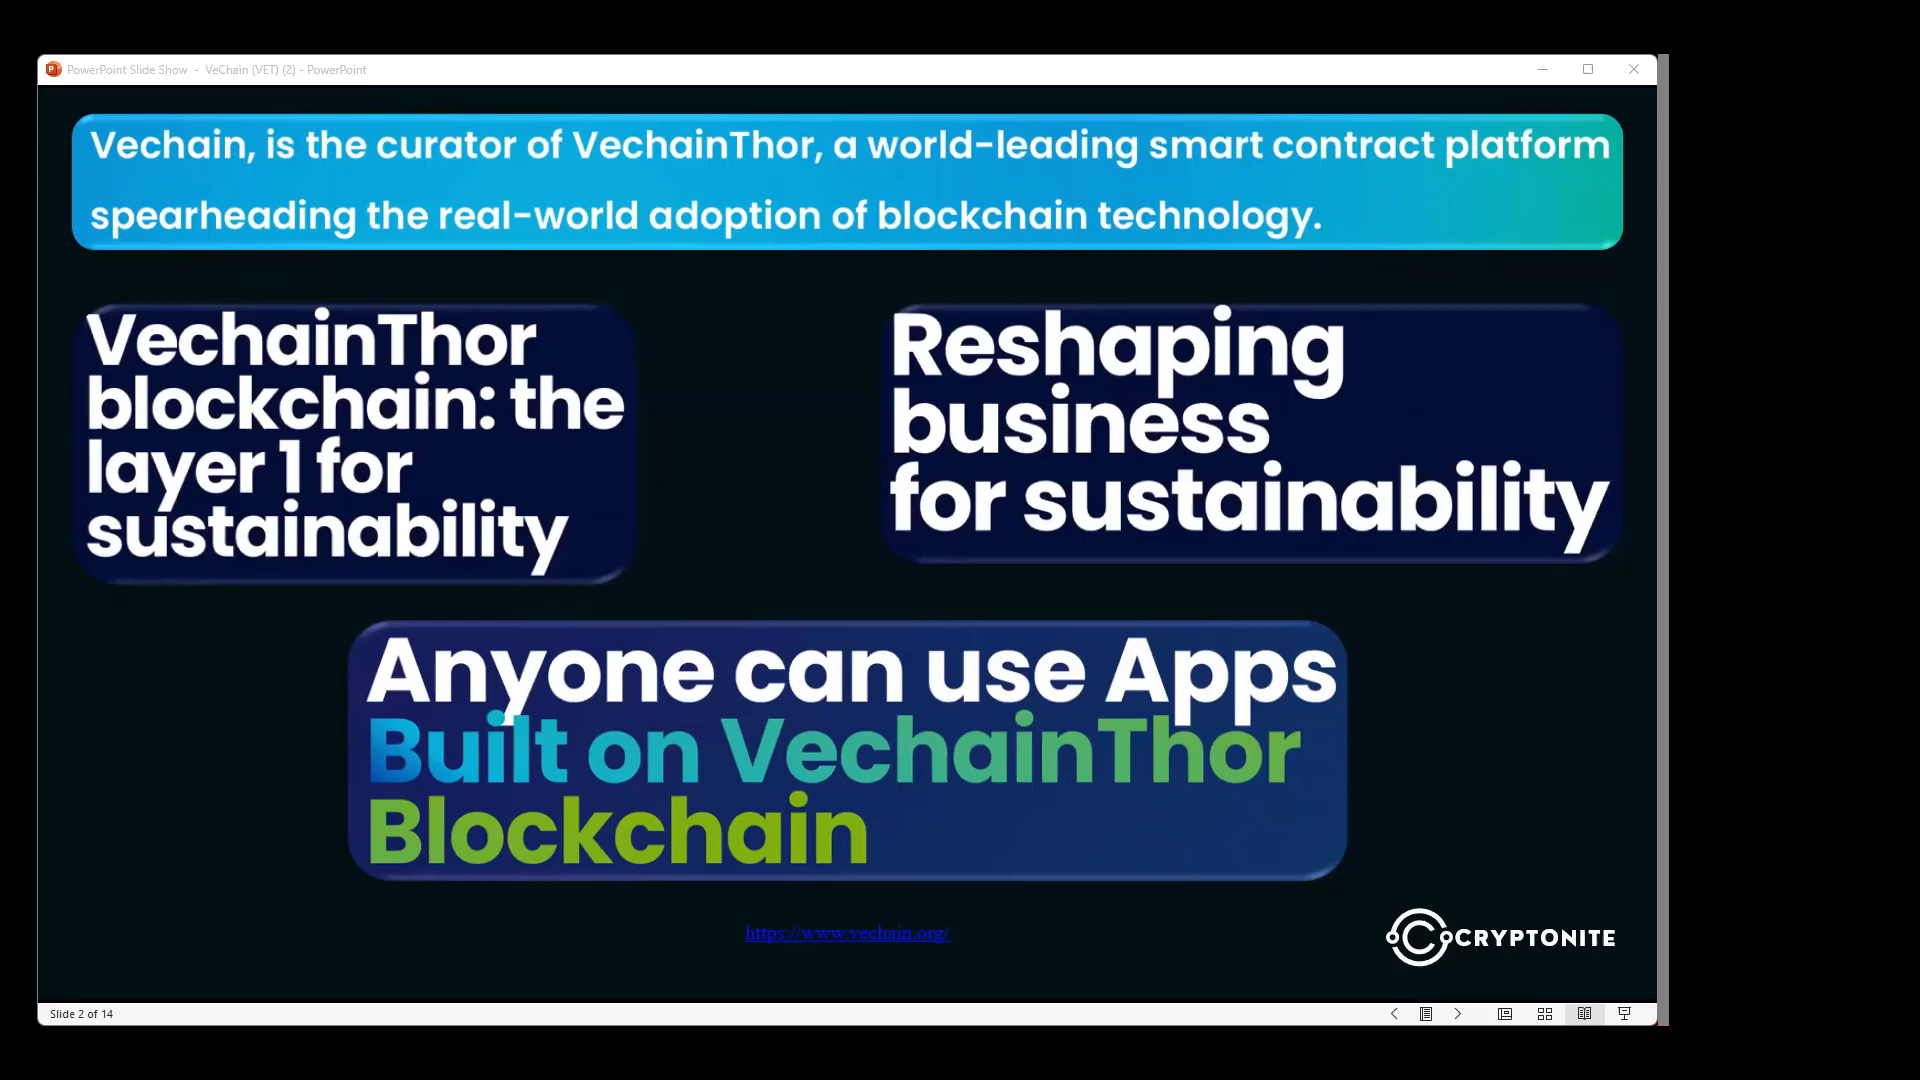 PowerPoint Slide Show - VeChain (VET) (2) - PowerPoint
Vechain, is the curator of VechainThor, a world-leading smart contract platform
spearheading the real-world adoption of blockchain technology.
VechainThor
blockchain: the
layer 1 for
sustainability
Reshaping
business
for sustainability
Anyone can use Apps
Built on VechainThor
Blockchain
https://www.vechain.org/
CRYPTONITE
Slide 2 of 14